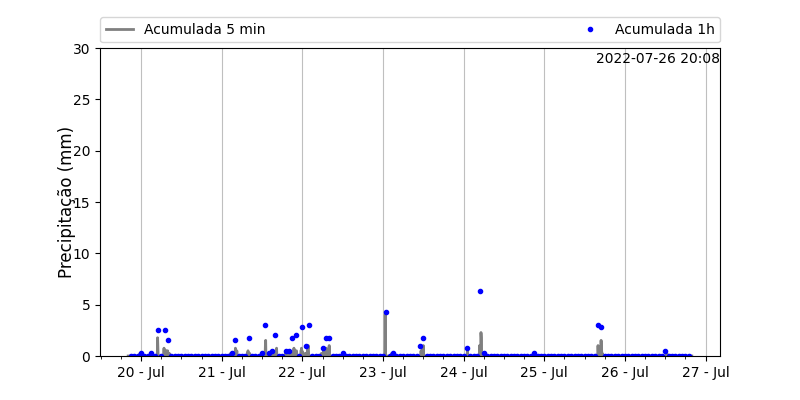 Acumulada 5 min Acumulada 1h
2022-07-26 20:08
Precipitação (mm)
30
25
20
15
10
5
0
20 - Jul 21 - Jul 22 - Jul 23 - Jul 24 - Jul 25 - Jul 26 - Jul 27 - Jul